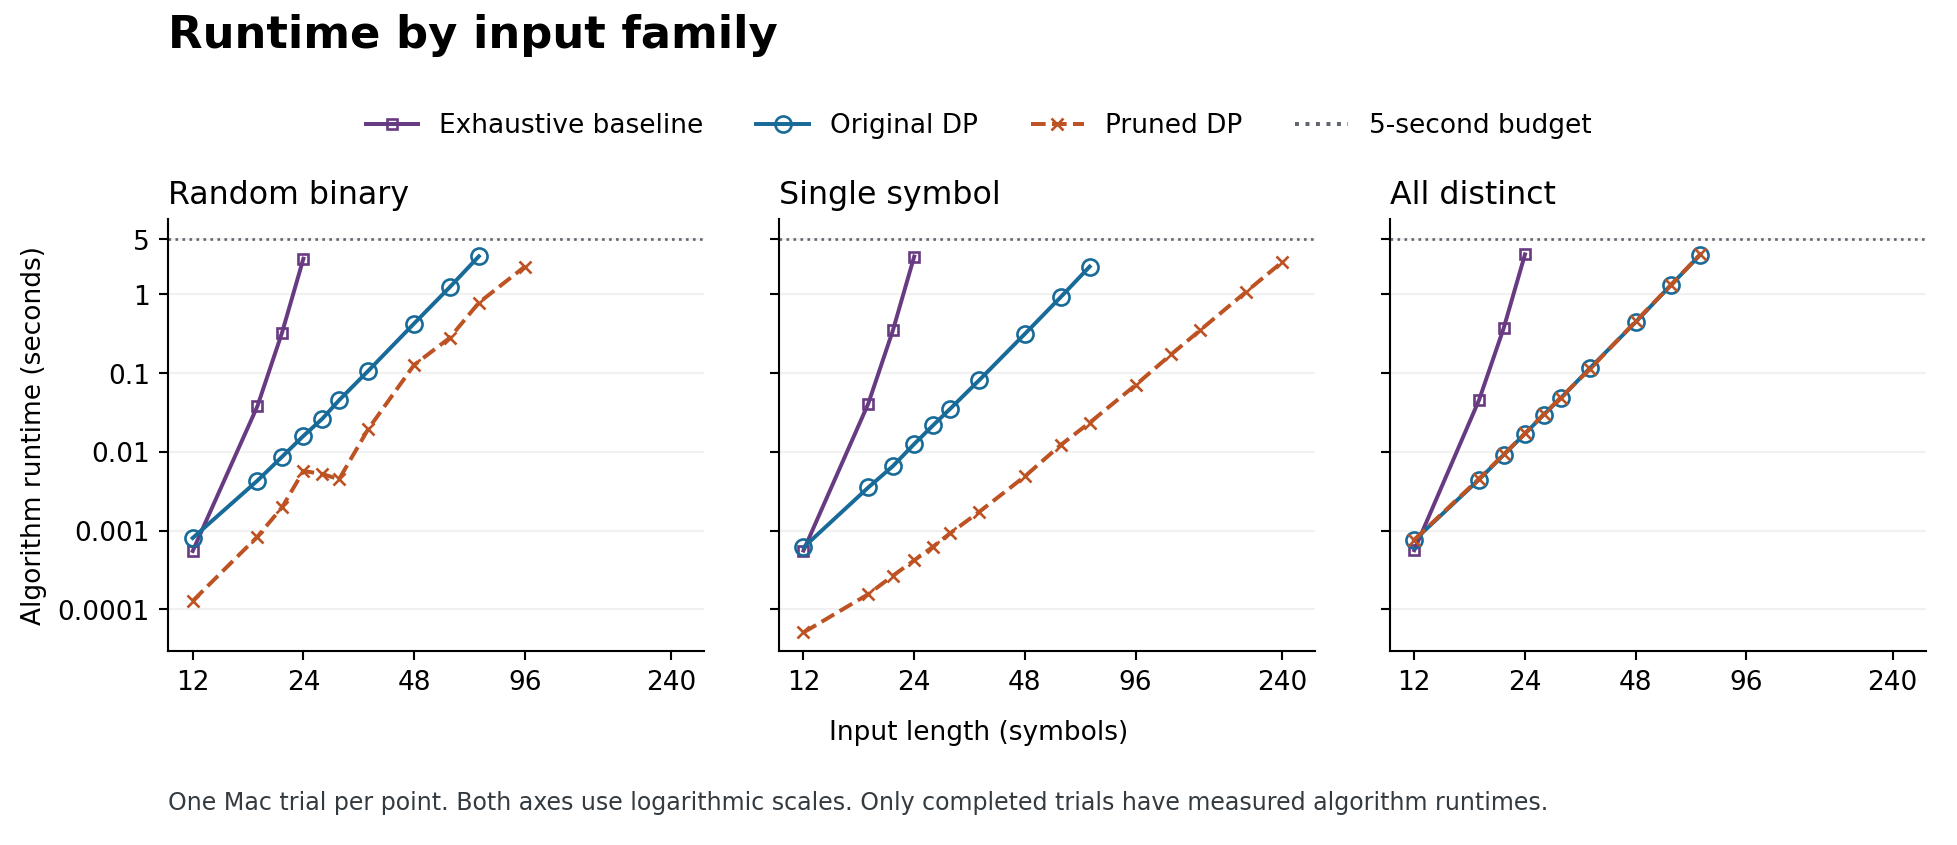 Runtime by input family
Exhaustive baseline Original DP Pruned DP 5-second budget
Random binary Single symbol All distinct
Algorithm runtime (seconds)
5
1
0.1
0.01
0.001
0.0001
12 24 48 96 240 12 24 48 96 240 12 24 48 96 240
Input length (symbols)
One Mac trial per point. Both axes use logarithmic scales. Only completed trials have measured algorithm runtimes.